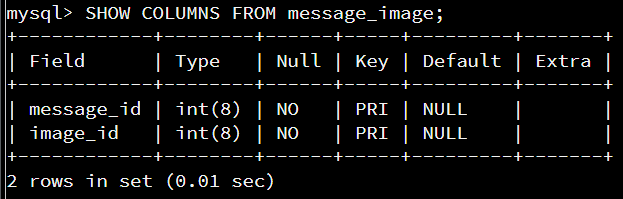 mysql> SHOW COLUMNS FROM message_image;
+------------+--------+------+-----+---------+-------+
| Field      | Type   | Null | Key | Default | Extra |
+------------+--------+------+-----+---------+-------+
| message_id | int(8) | NO   | PRI | NULL    |       |
| image_id   | int(8) | NO   | PRI | NULL    |       |
+------------+--------+------+-----+---------+-------+
2 rows in set (0.01 sec)